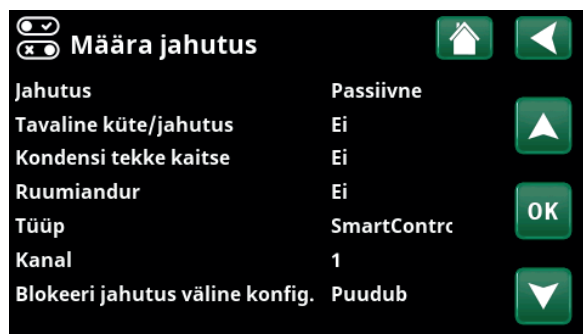 Määra jahutus
Jahutus Passiivne
Tavaline küte/jahutus Ei
Kondensi tekke kaitse Ei
Ruumiandur Ei
OK
Tüüp SmartContrc
Kanal 1
Blokeeri jahutus väline konfig. Puudub